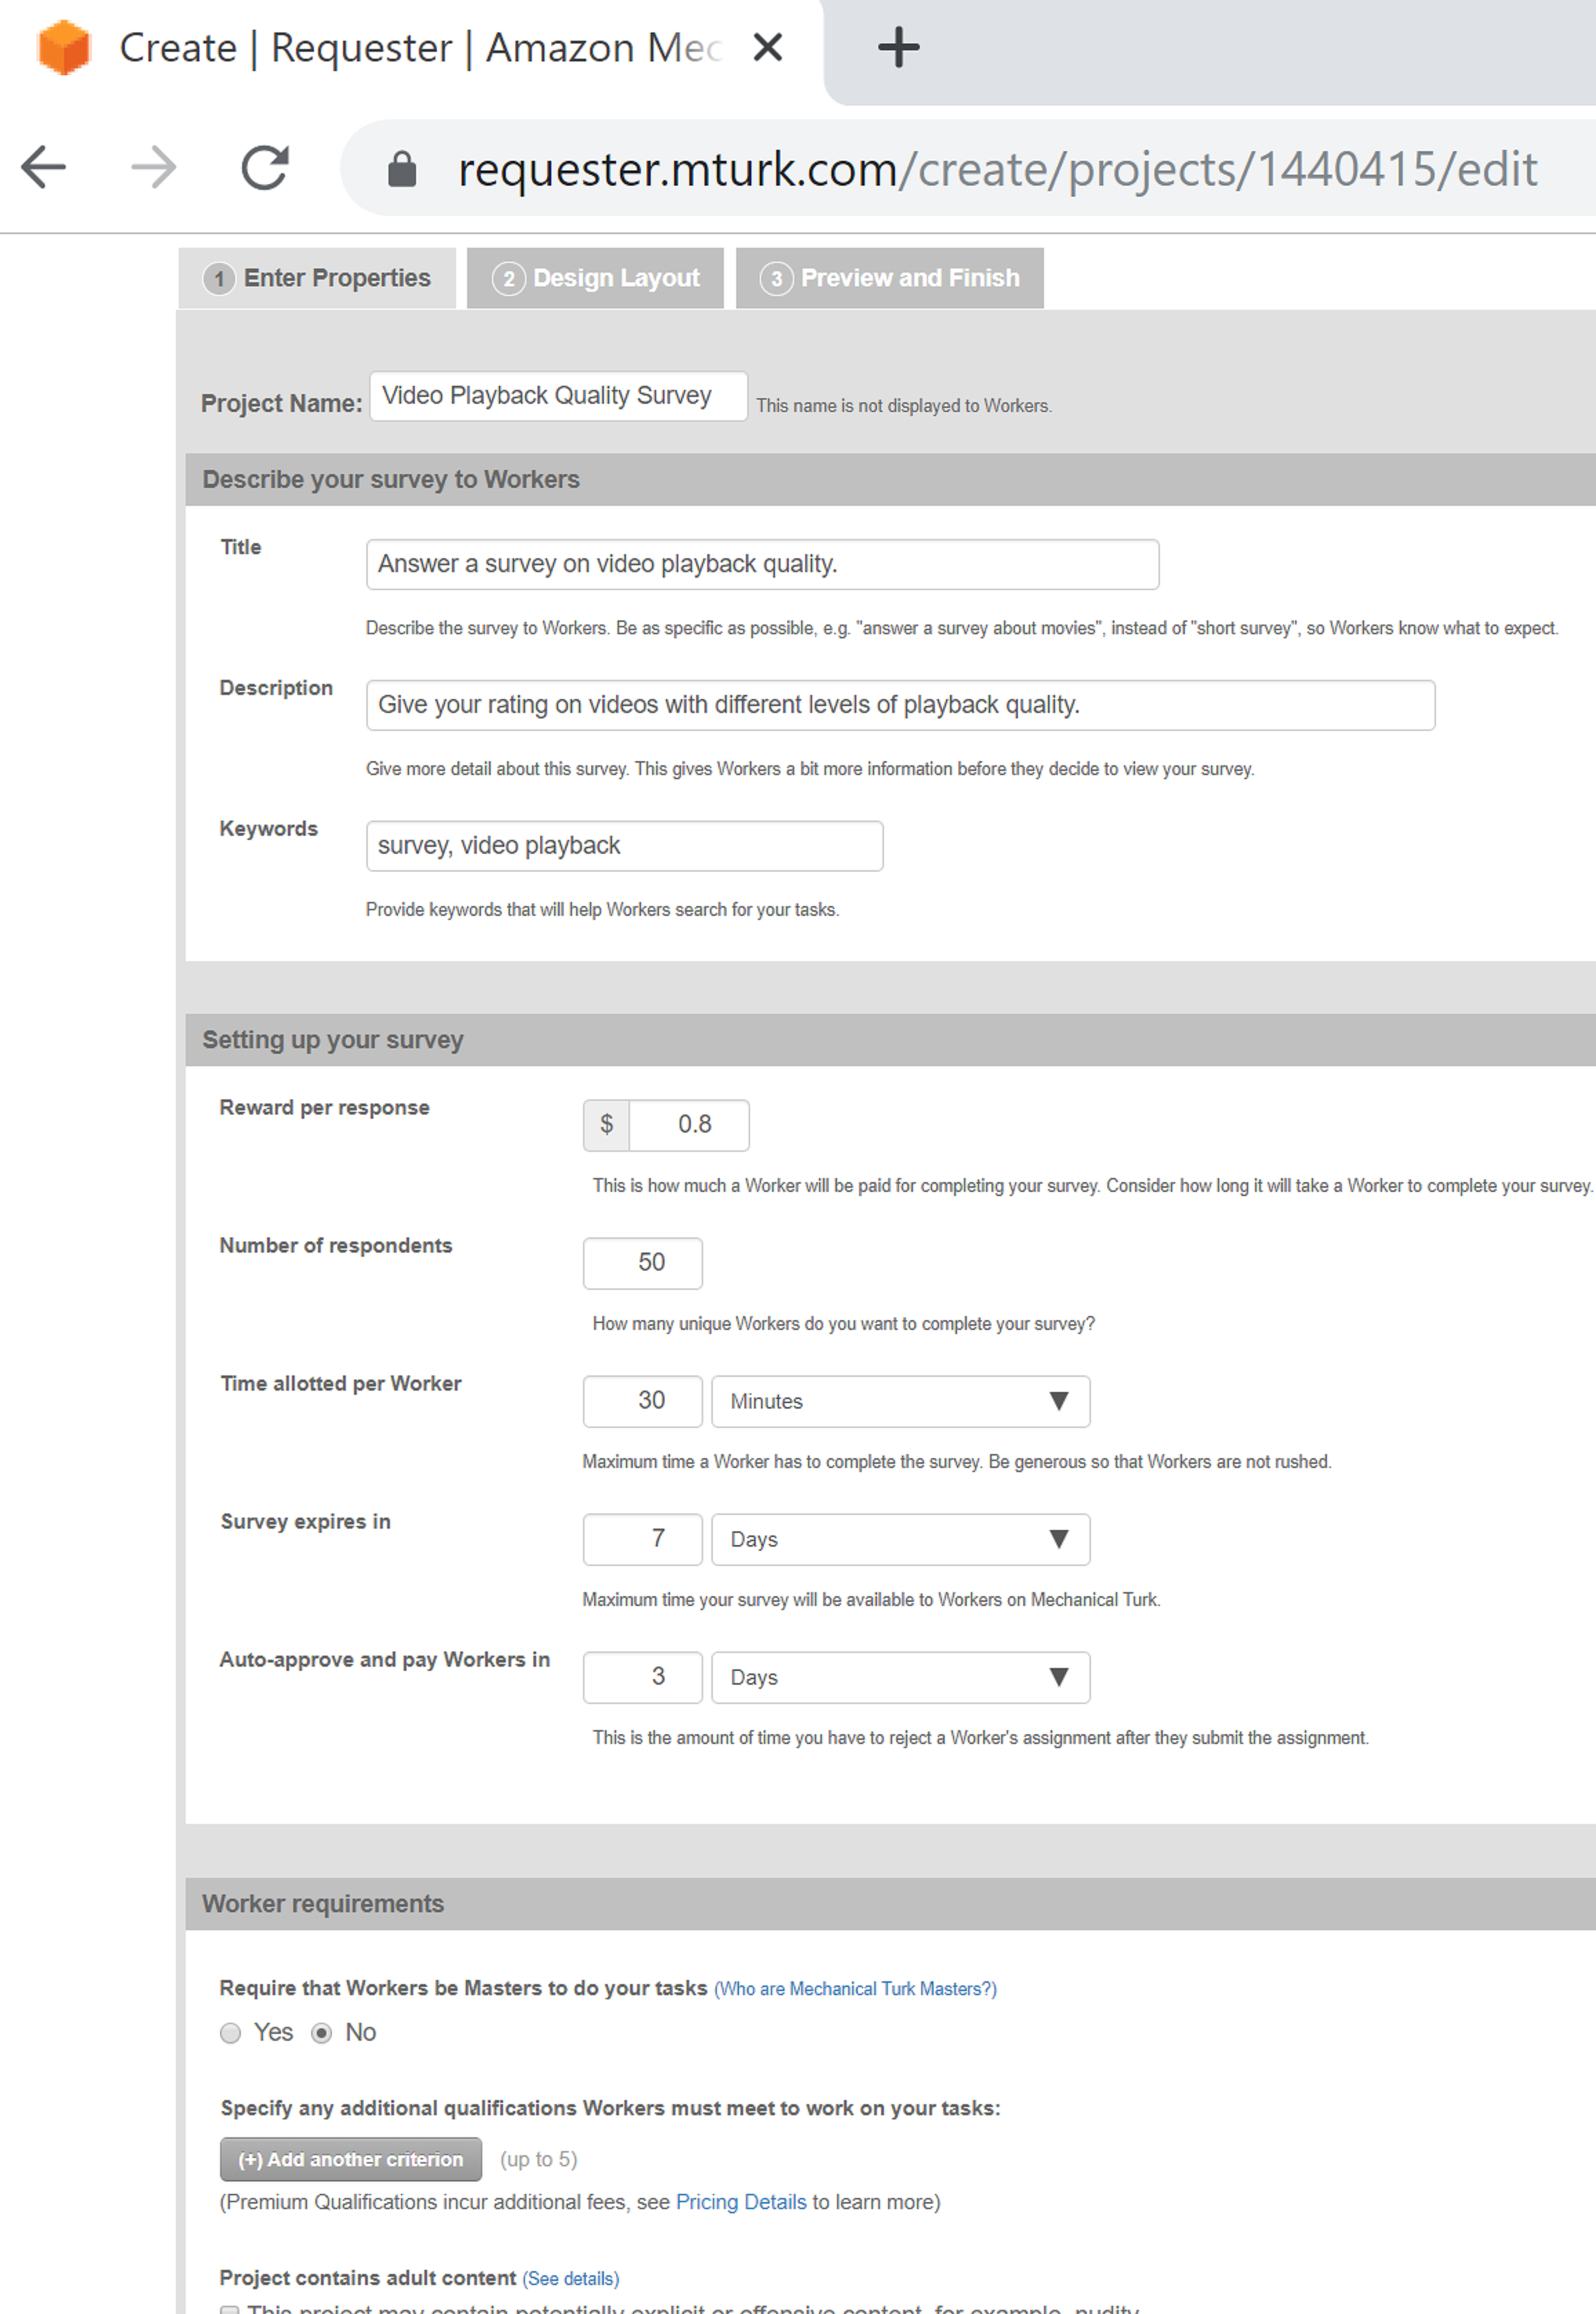 Create | Requester | Amazon Mec
requester.mturk.com/create/projects/1440415/edit
1 Enter Properties 2 Design Layout 3 Preview and Finish
Project Name: Video Playback Quality Survey This name is not displayed to Workers.
Describe your survey to Workers
Title
Answer a survey on video playback quality.
Describe the survey to Workers. Be as specific as possible, e.g. "answer a survey about movies", instead of "short survey", so Workers know what to expect.
Description
Give your rating on videos with different levels of playback quality.
Give more detail about this survey. This gives Workers a bit more information before they decide to view your survey.
Keywords
survey, video playback
Provide keywords that will help Workers search for your tasks.
Setting up your survey
Reward per response
$ 0.8
This is how much a Worker will be paid for completing your survey. Consider how long it will take a Worker to complete your survey.
Number of respondents
50
How many unique Workers do you want to complete your survey?
Time allotted per Worker
30 Minutes
Maximum time a Worker has to complete the survey. Be generous so that Workers are not rushed.
Survey expires in
7 Days
Maximum time your survey will be available to Workers on Mechanical Turk.
Auto-approve and pay Workers in
3 Days
This is the amount of time you have to reject a Worker's assignment after they submit the assignment.
Worker requirements
Require that Workers be Masters to do your tasks (Who are Mechanical Turk Masters?)
Yes No
Specify any additional qualifications Workers must meet to work on your tasks:
(+) Add another criterion (up to 5)
(Premium Qualifications incur additional fees, see Pricing Details to learn more)
Project contains adult content (See details)
This project may contain potentially explicit or offensive content, for example, nudity